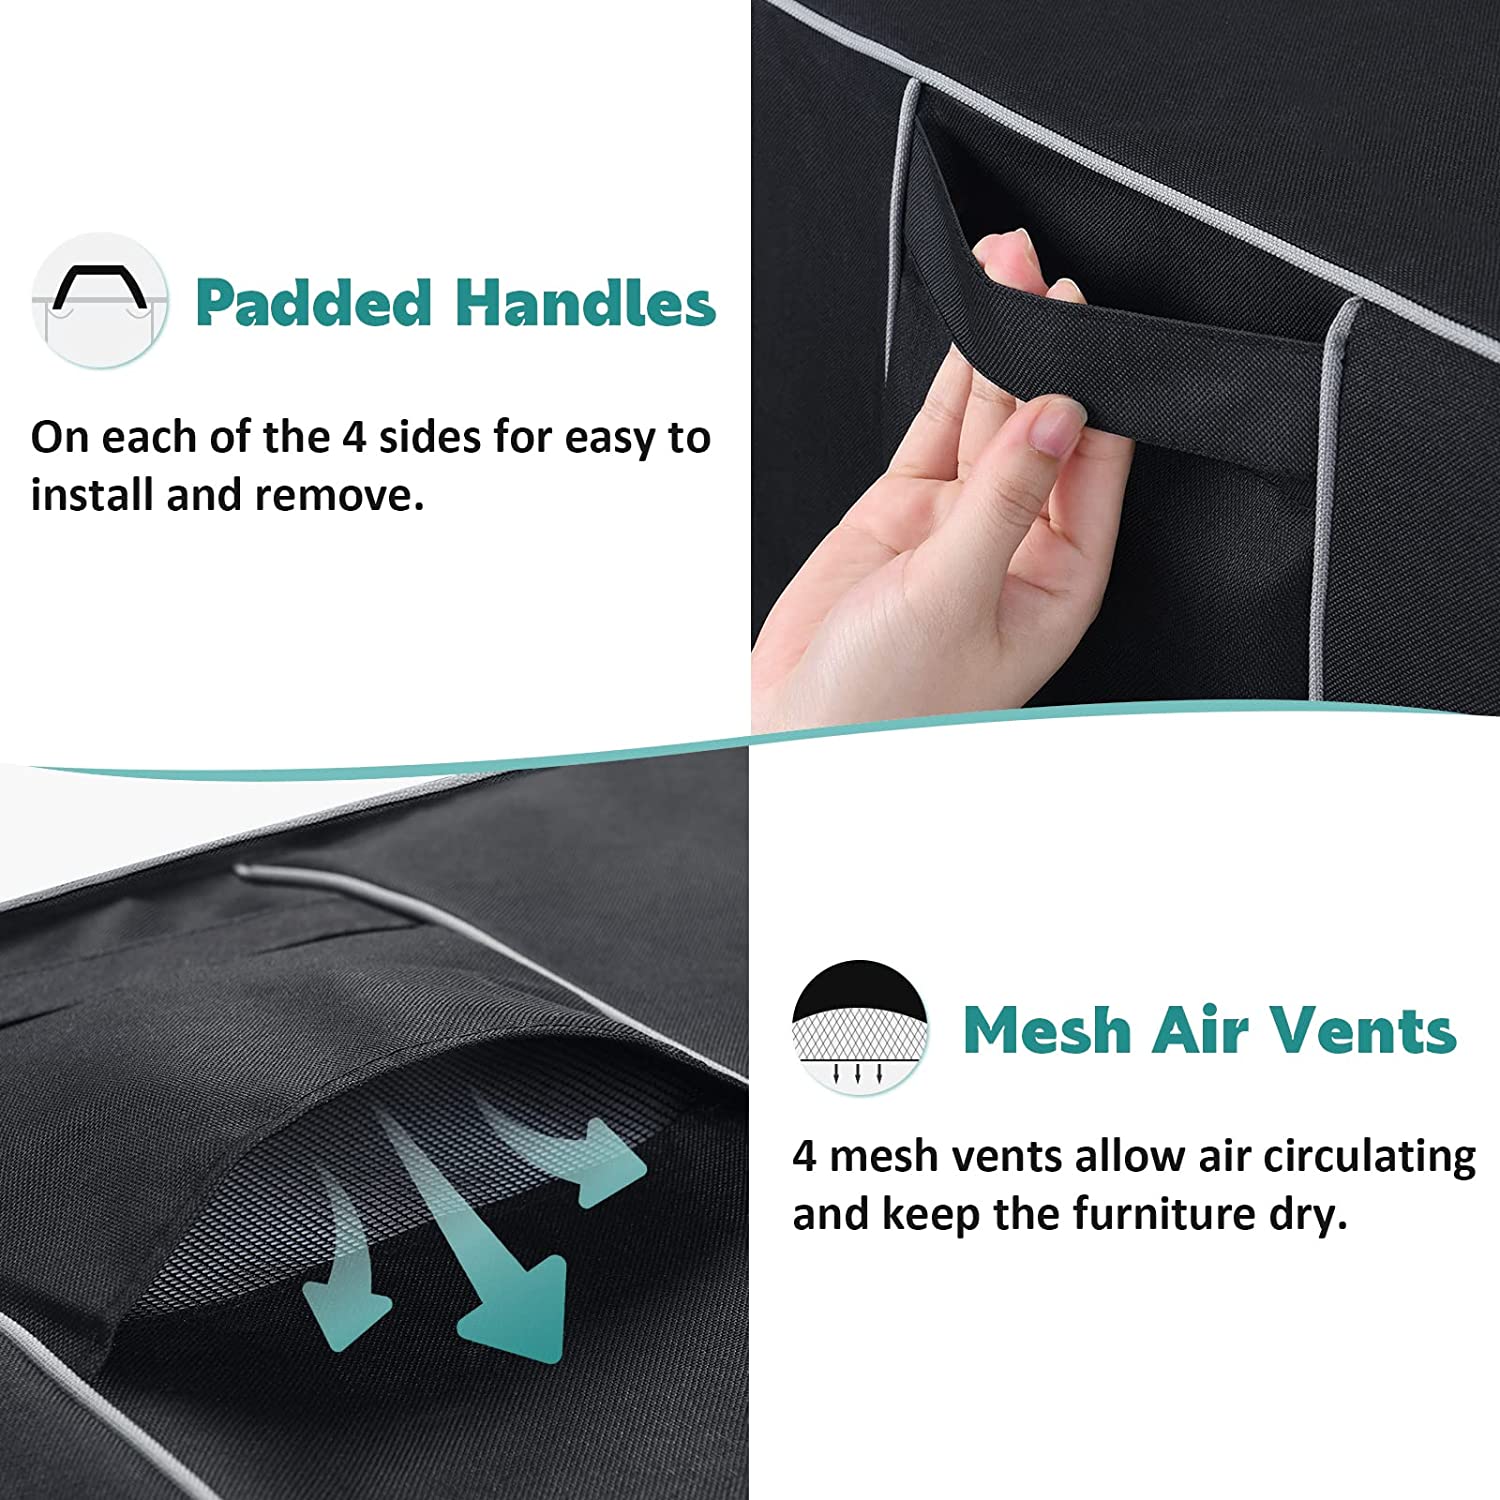 Padded Handles
On each of the 4 sides for easy to
install and remove.
Mesh Air Vents
4 mesh vents allow air circulating
and keep the furniture dry.